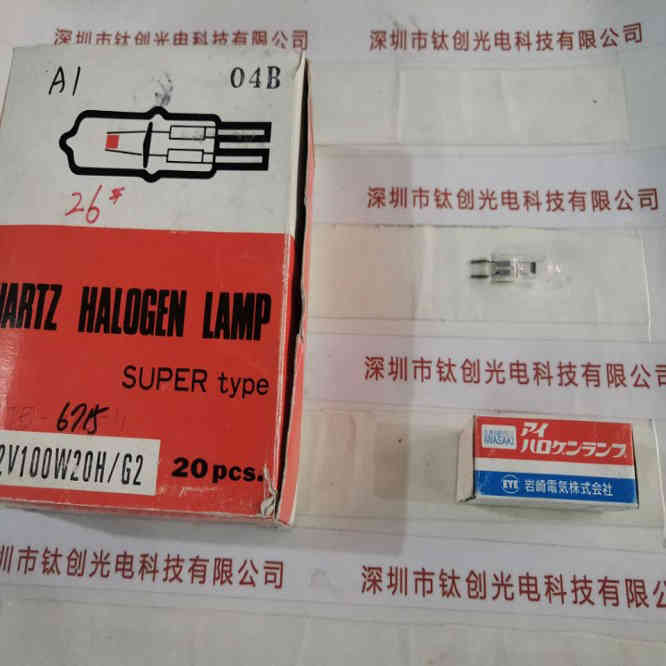 深圳市钛创光电科技有限公司
深圳市钛创光电科技有限公司
A1
04B
26#
深圳市钛创光电科技有限公司
ARTZ HALOGEN LAMP
SUPER type
深圳市钛创光电科技有限公
6715
2V100W20H/G2
20 pcs.
IWASAKI
アイ
ハロゲンランプ
EYE
岩崎電気株式会社
圳市钛创光电科技有限公司
深圳市钛创光电科技有限公